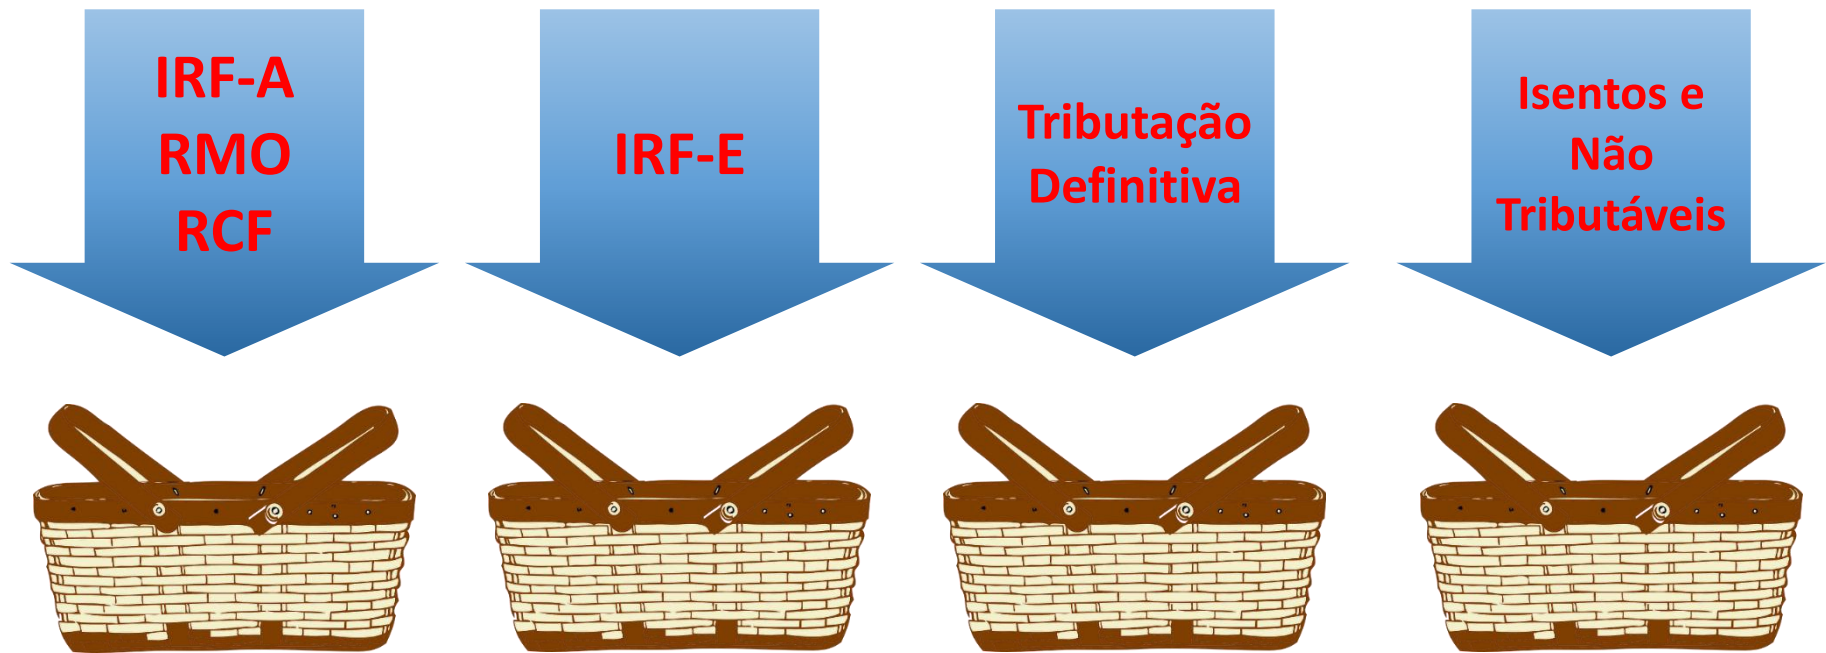 IRF-A
RMO
RCF
IRF-E
Tributação
Definitiva
Isentos e
Não
Tributáveis